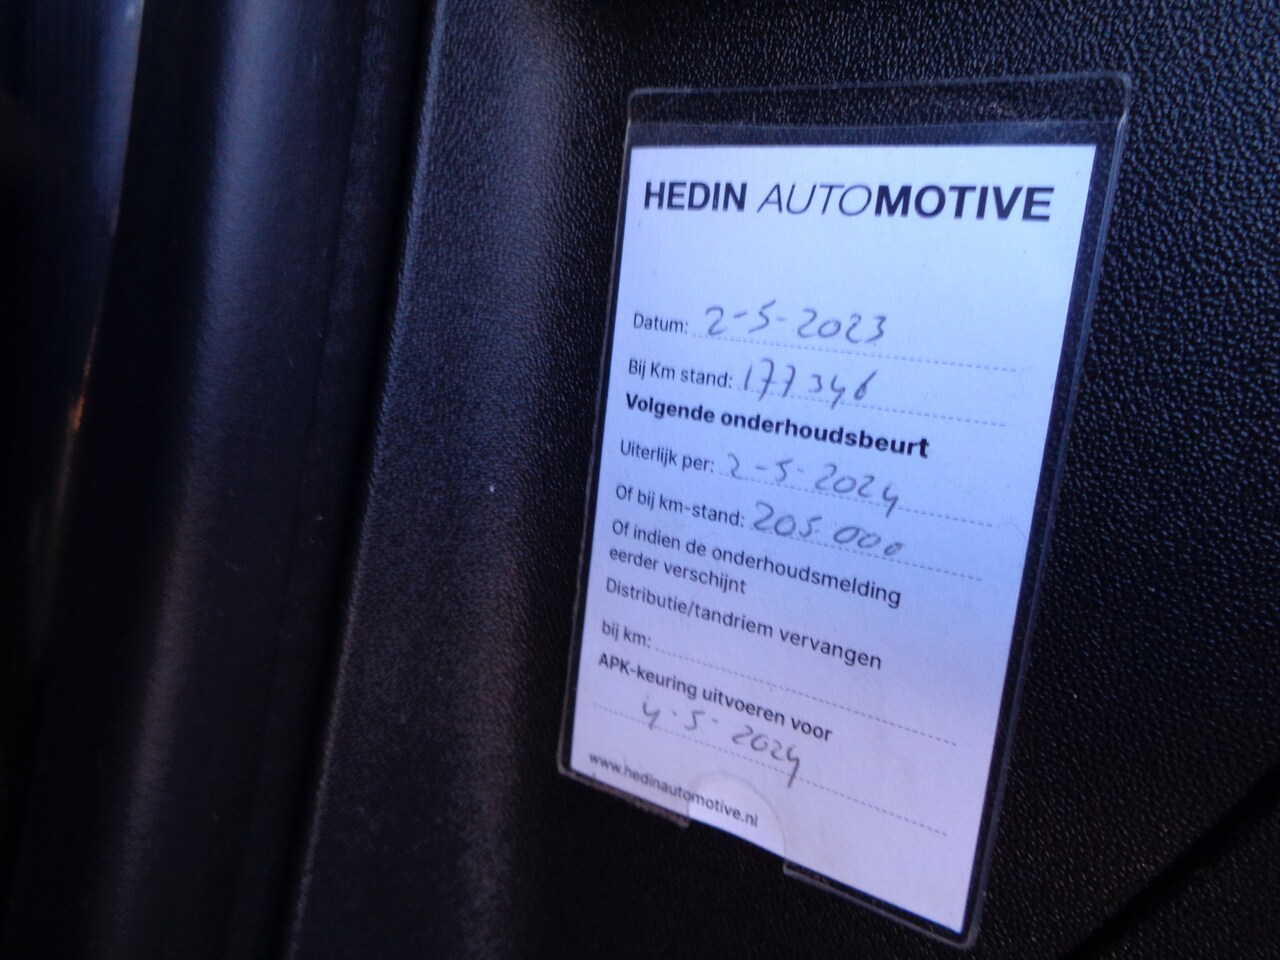 HEDIN AUTOMOTIVE
Datum: 2-5-2023
Bij Km stand: 177346
Volgende onderhoudsbeurt
Uiterlijk per: 2-5-2024
Of bij km-stand: 205.000
Of indien de onderhoudsmelding
eerder verschijnt
Distributie/tandriem vervangen
bij km:
APK-keuring uitvoeren voor
4-5-2024
www.hedinautomotive.nl